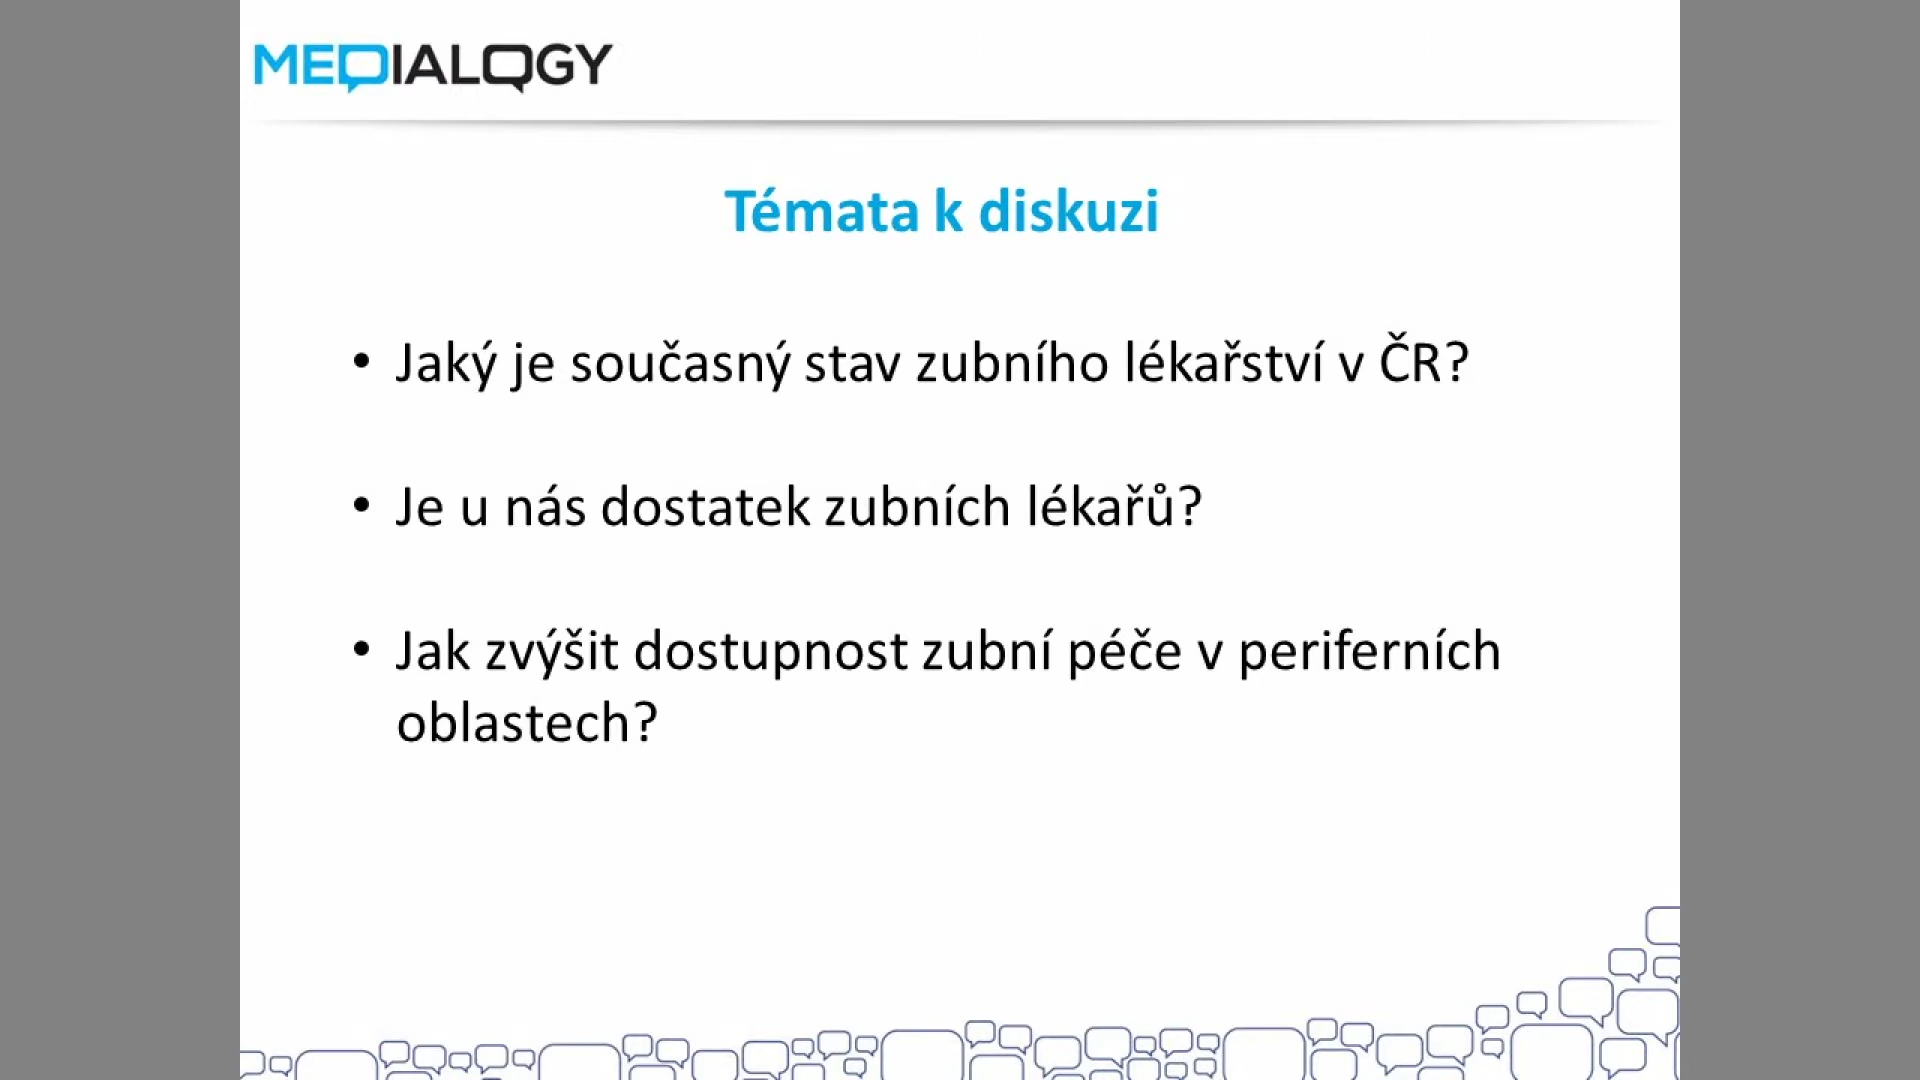 MEDIALOGY
Témata k diskuzi
• Jaký je současný stav zubního lékařství v ČR?
• Je u nás dostatek zubních lékařů?
• Jak zvýšit dostupnost zubní péče v periferních
oblastech?